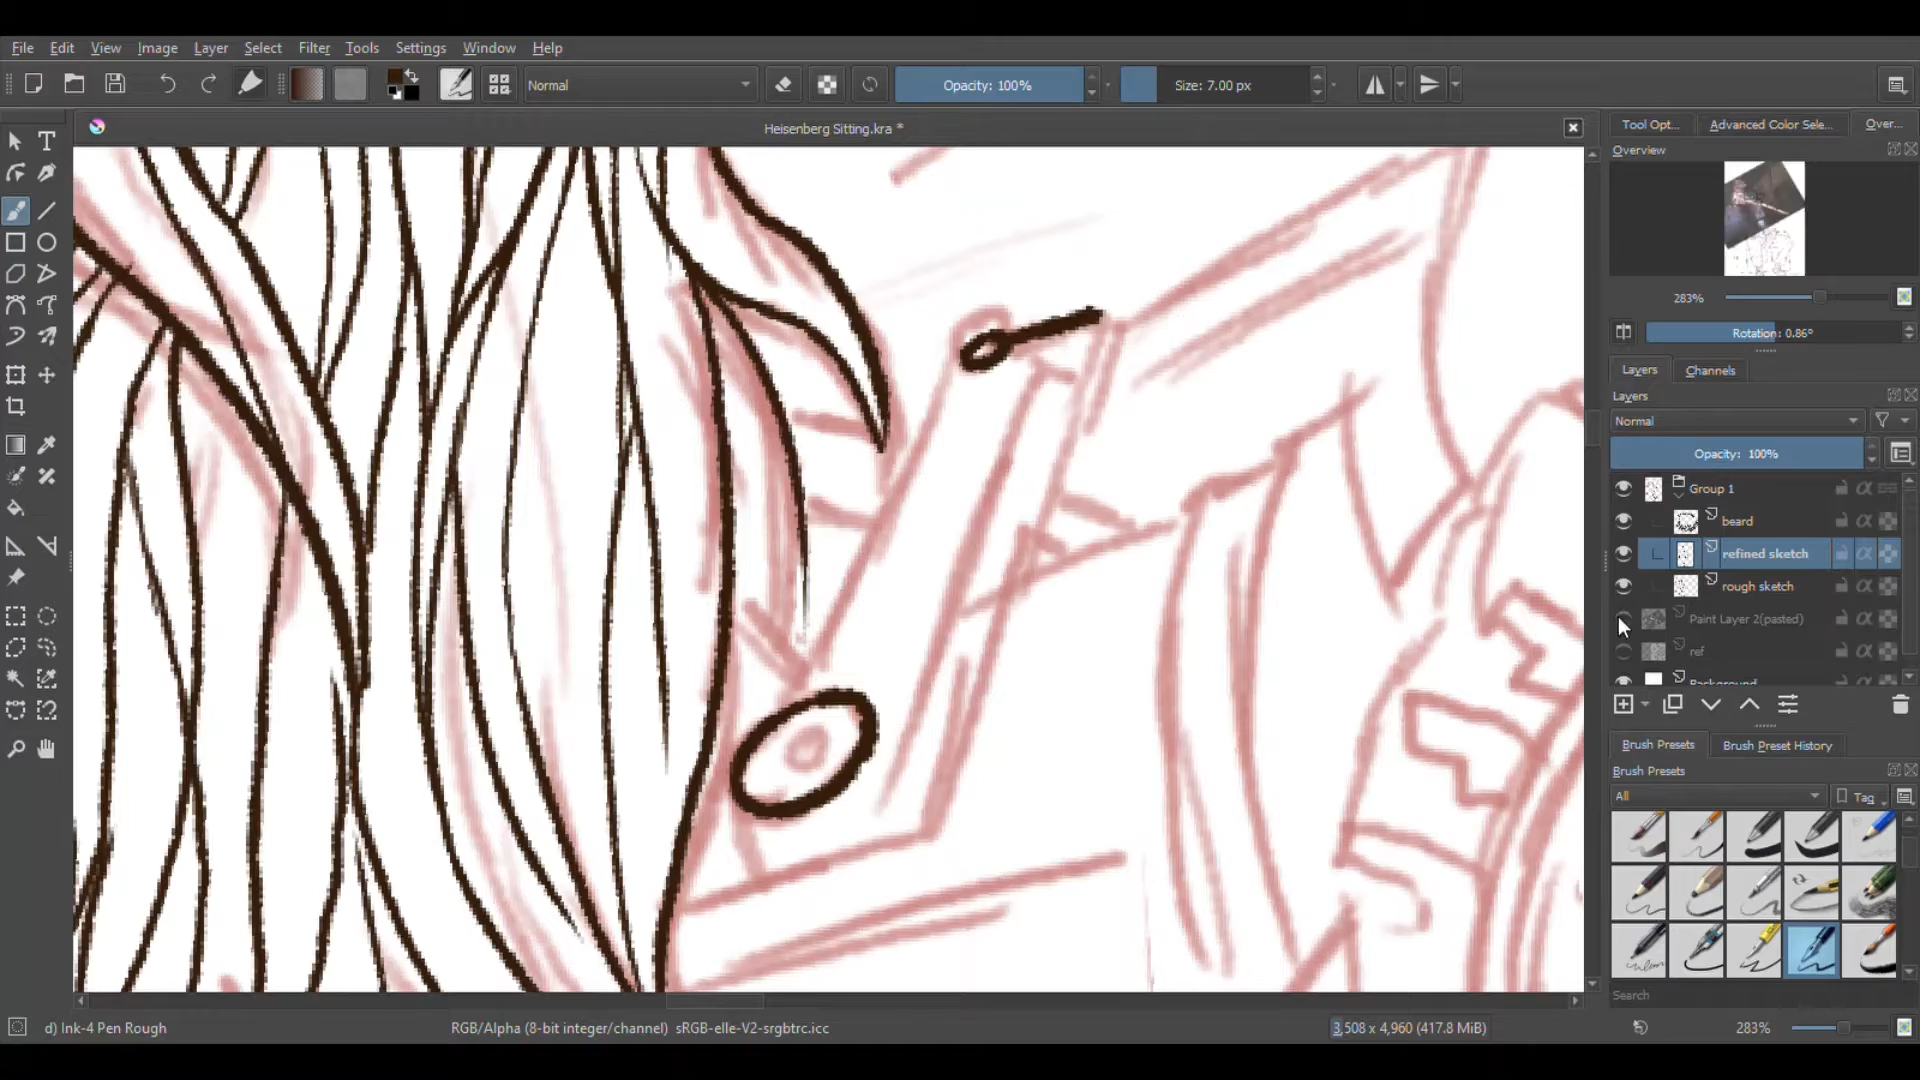 File Edit View Image Layer Select Filter Tools Settings Window Help
Normal
Opacity: 100%
Size: 7.00 px
Heisenberg Sitting.kra *
Tool Opt...
Advanced Color Sele...
Over...
Overview
283%
Rotation: 0.86°
Layers
Channels
Layers
Normal
Opacity: 100%
Group 1
beard
refined sketch
rough sketch
Paint Layer 2(pasted)
ref
Background
Brush Presets
Brush Preset History
Brush Presets
All
Tag
Search
d) Ink-4 Pen Rough
RGB/Alpha (8-bit integer/channel) sRGB-elle-V2-srgbtrc.icc
3,508 x 4,960 (417.8 MiB)
283%